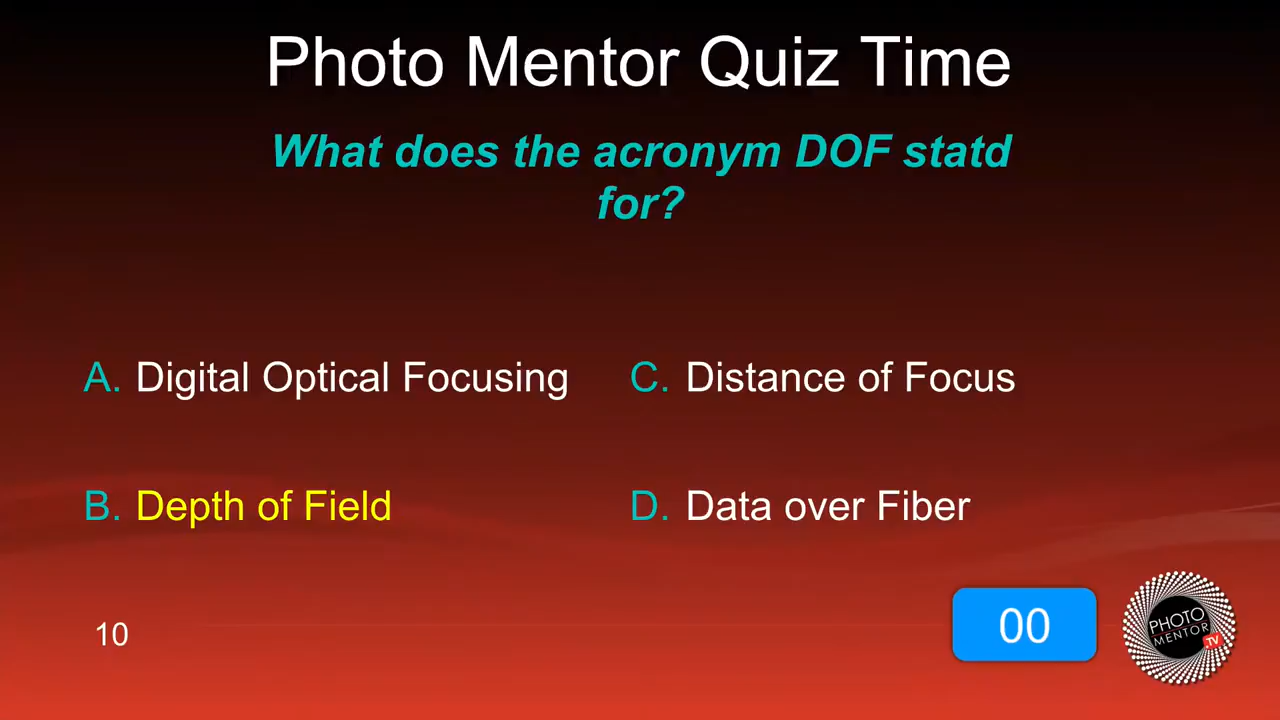 Photo Mentor Quiz Time
What does the acronym DOF statd
for?
A. Digital Optical Focusing
C. Distance of Focus
B. Depth of Field
D. Data over Fiber
10
00
PHOTO
MENTOR
TV